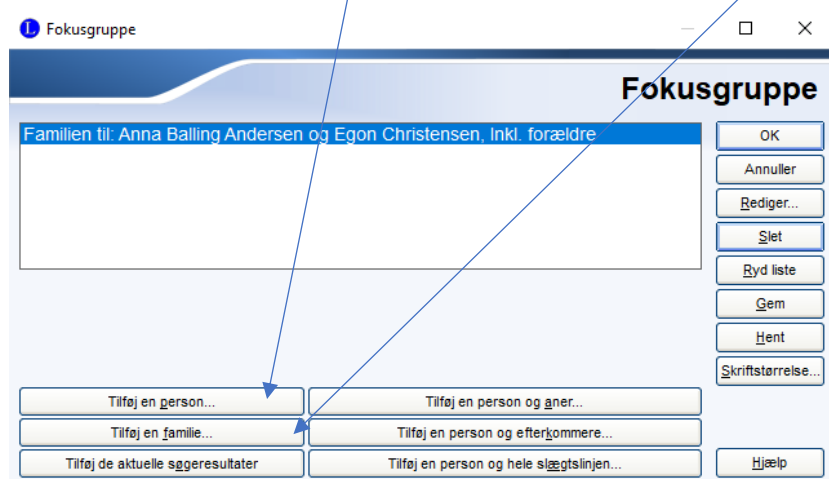 L Fokusgruppe
Fokusgruppe
Familien til: Anna Balling Andersen og Egon Christensen, Inkl. forældre
OK
Annuller
Rediger...
Slet
Ryd liste
Gem
Hent
Skriftstørrelse...
Tilføj en person... Tilføj en person og aner...
Tilføj en familie... Tilføj en person og efterkommere...
Tilføj de aktuelle søgeresultater Tilføj en person og hele slægtslinjen... Hjælp